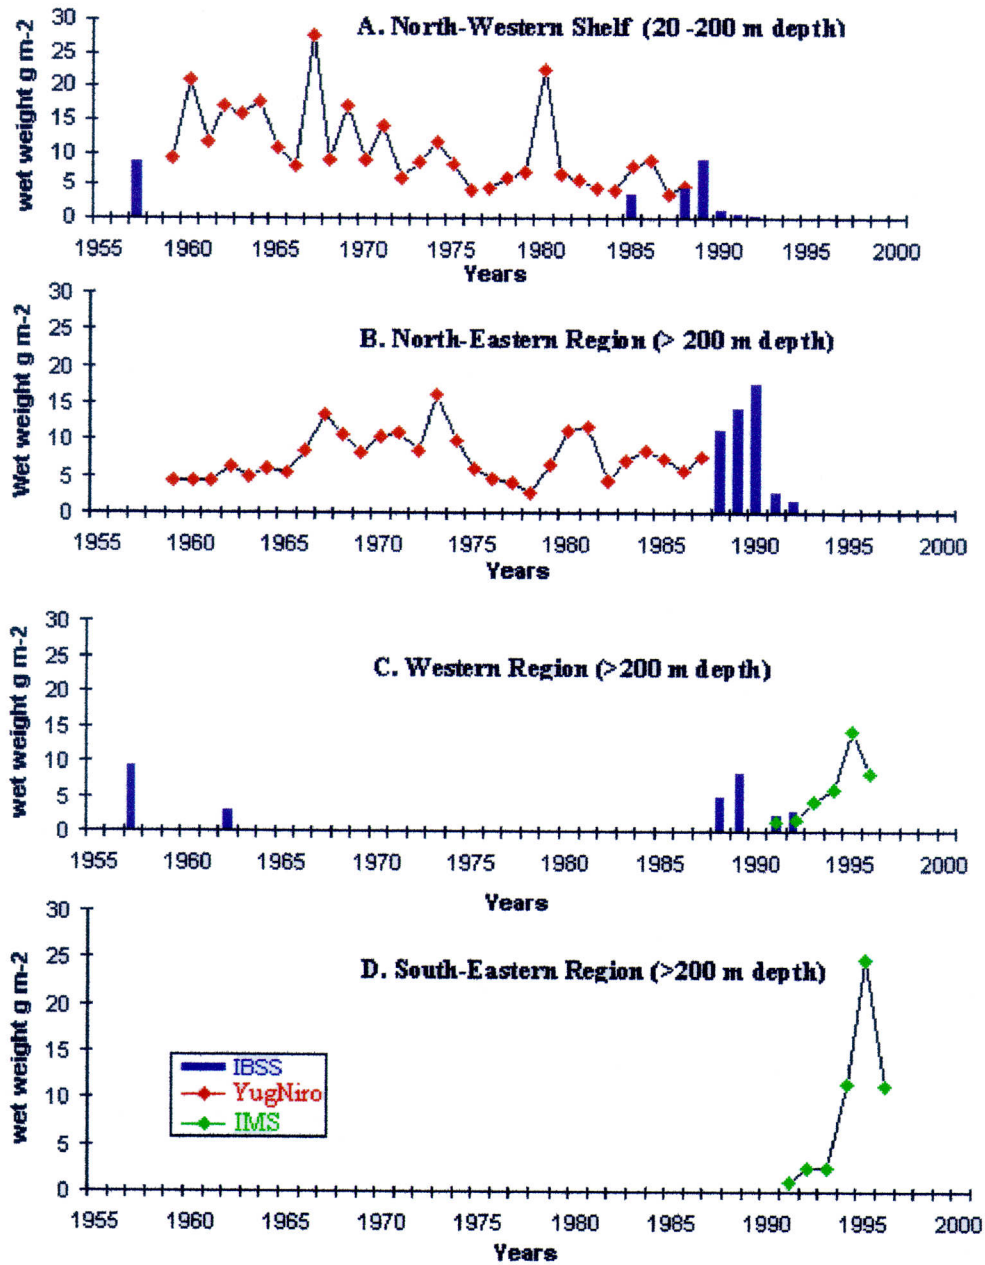 A. North-Western Shelf (20 -200 m depth)
wet weight g m-2
30
25
20
15
10
5
0
1955 1960 1965 1970 1975 1980 1985 1990 1995 2000
Years
B. North-Eastern Region (> 200 m depth)
Wet weight g m-2
30
25
20
15
10
5
0
1955 1960 1965 1970 1975 1980 1985 1990 1995 2000
Years
C. Western Region (>200 m depth)
wet weight g m-2
30
25
20
15
10
5
0
1955 1960 1965 1970 1975 1980 1985 1990 1995 2000
Years
D. South-Eastern Region (>200 m depth)
wet weight g m-2
30
25
20
15
10
5
0
IBSS
YugNiro
IMS
1955 1960 1965 1970 1975 1980 1985 1990 1995 2000
Years